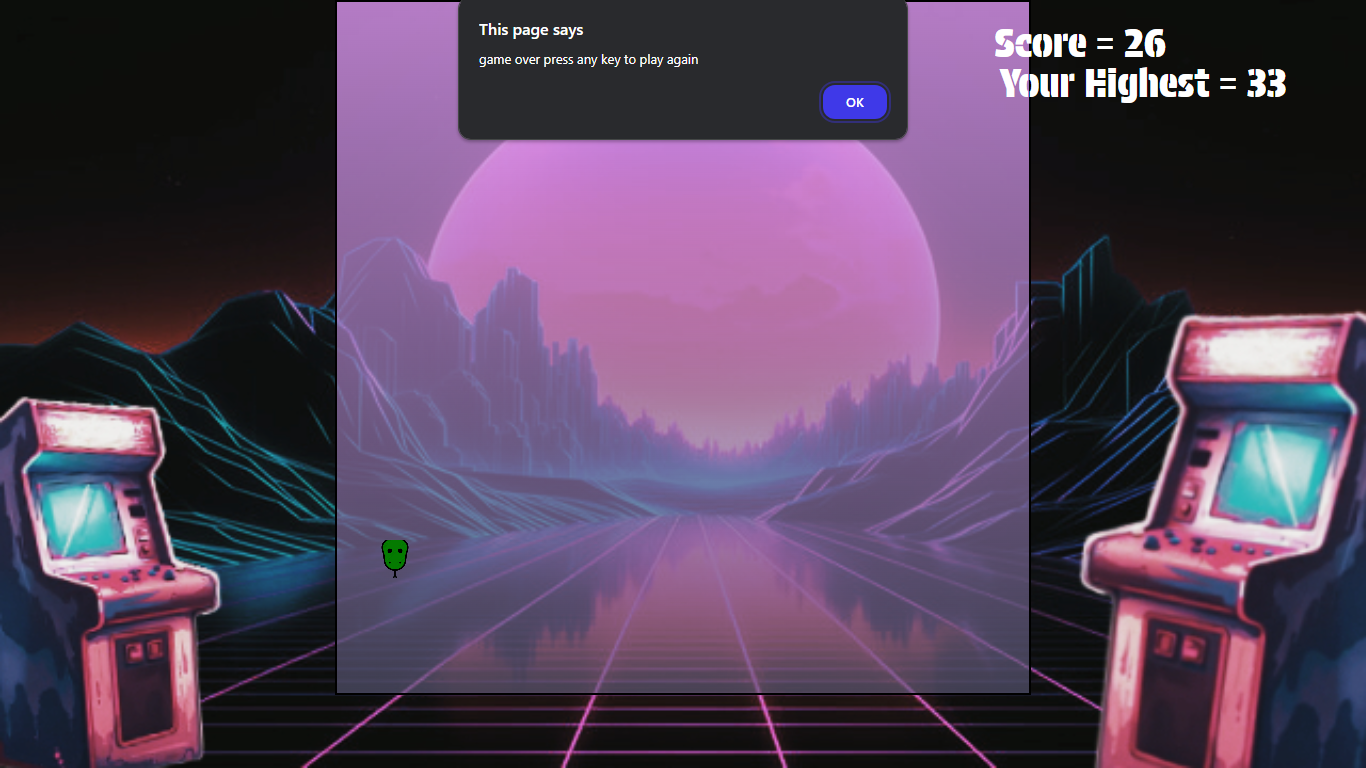 This page says
game over press any key to play again
OK
Score = 26
Your Highest = 33